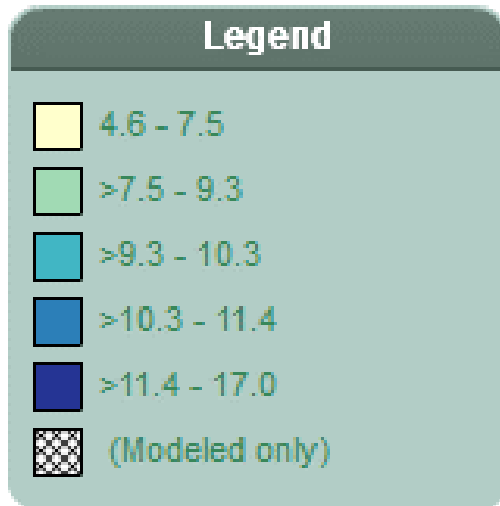 Legend
4.6 - 7.5
>7.5 - 9.3
>9.3 - 10.3
>10.3 - 11.4
>11.4 - 17.0
(Modeled only)